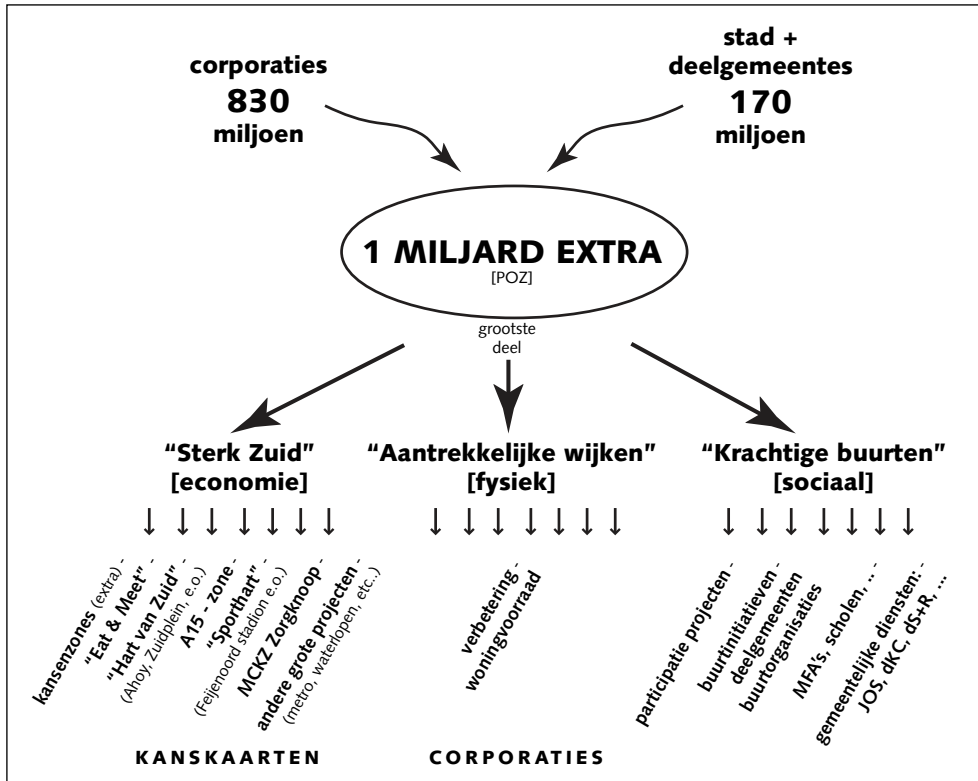 corporaties
830
miljoen
stad +
deelgemeentes
170
miljoen
1 MILJARD EXTRA
[POZ]
grootste
deel
“Sterk Zuid”
[economie]
“Aantrekkelijke wijken”
[fysiek]
“Krachtige buurten”
[sociaal]
kansenzones (extra) -
“Eat & Meet” -
“Hart van Zuid” -
(Ahoy, Zuidplein, e.o.)
A15 - zone -
“Sporthart” -
(Feijenoord stadion e.o.)
MCKZ Zorgknoop -
andere grote projecten -
(metro, waterlopen, etc..)
verbetering -
woningvoorraad
participatie projecten -
buurtinitiatieven -
deelgemeenten
buurtorganisaties
MFA's, scholen, .. -
gemeentelijke diensten: -
JOS, dKC, dS+R, ...
KANSKAARTEN
CORPORATIES